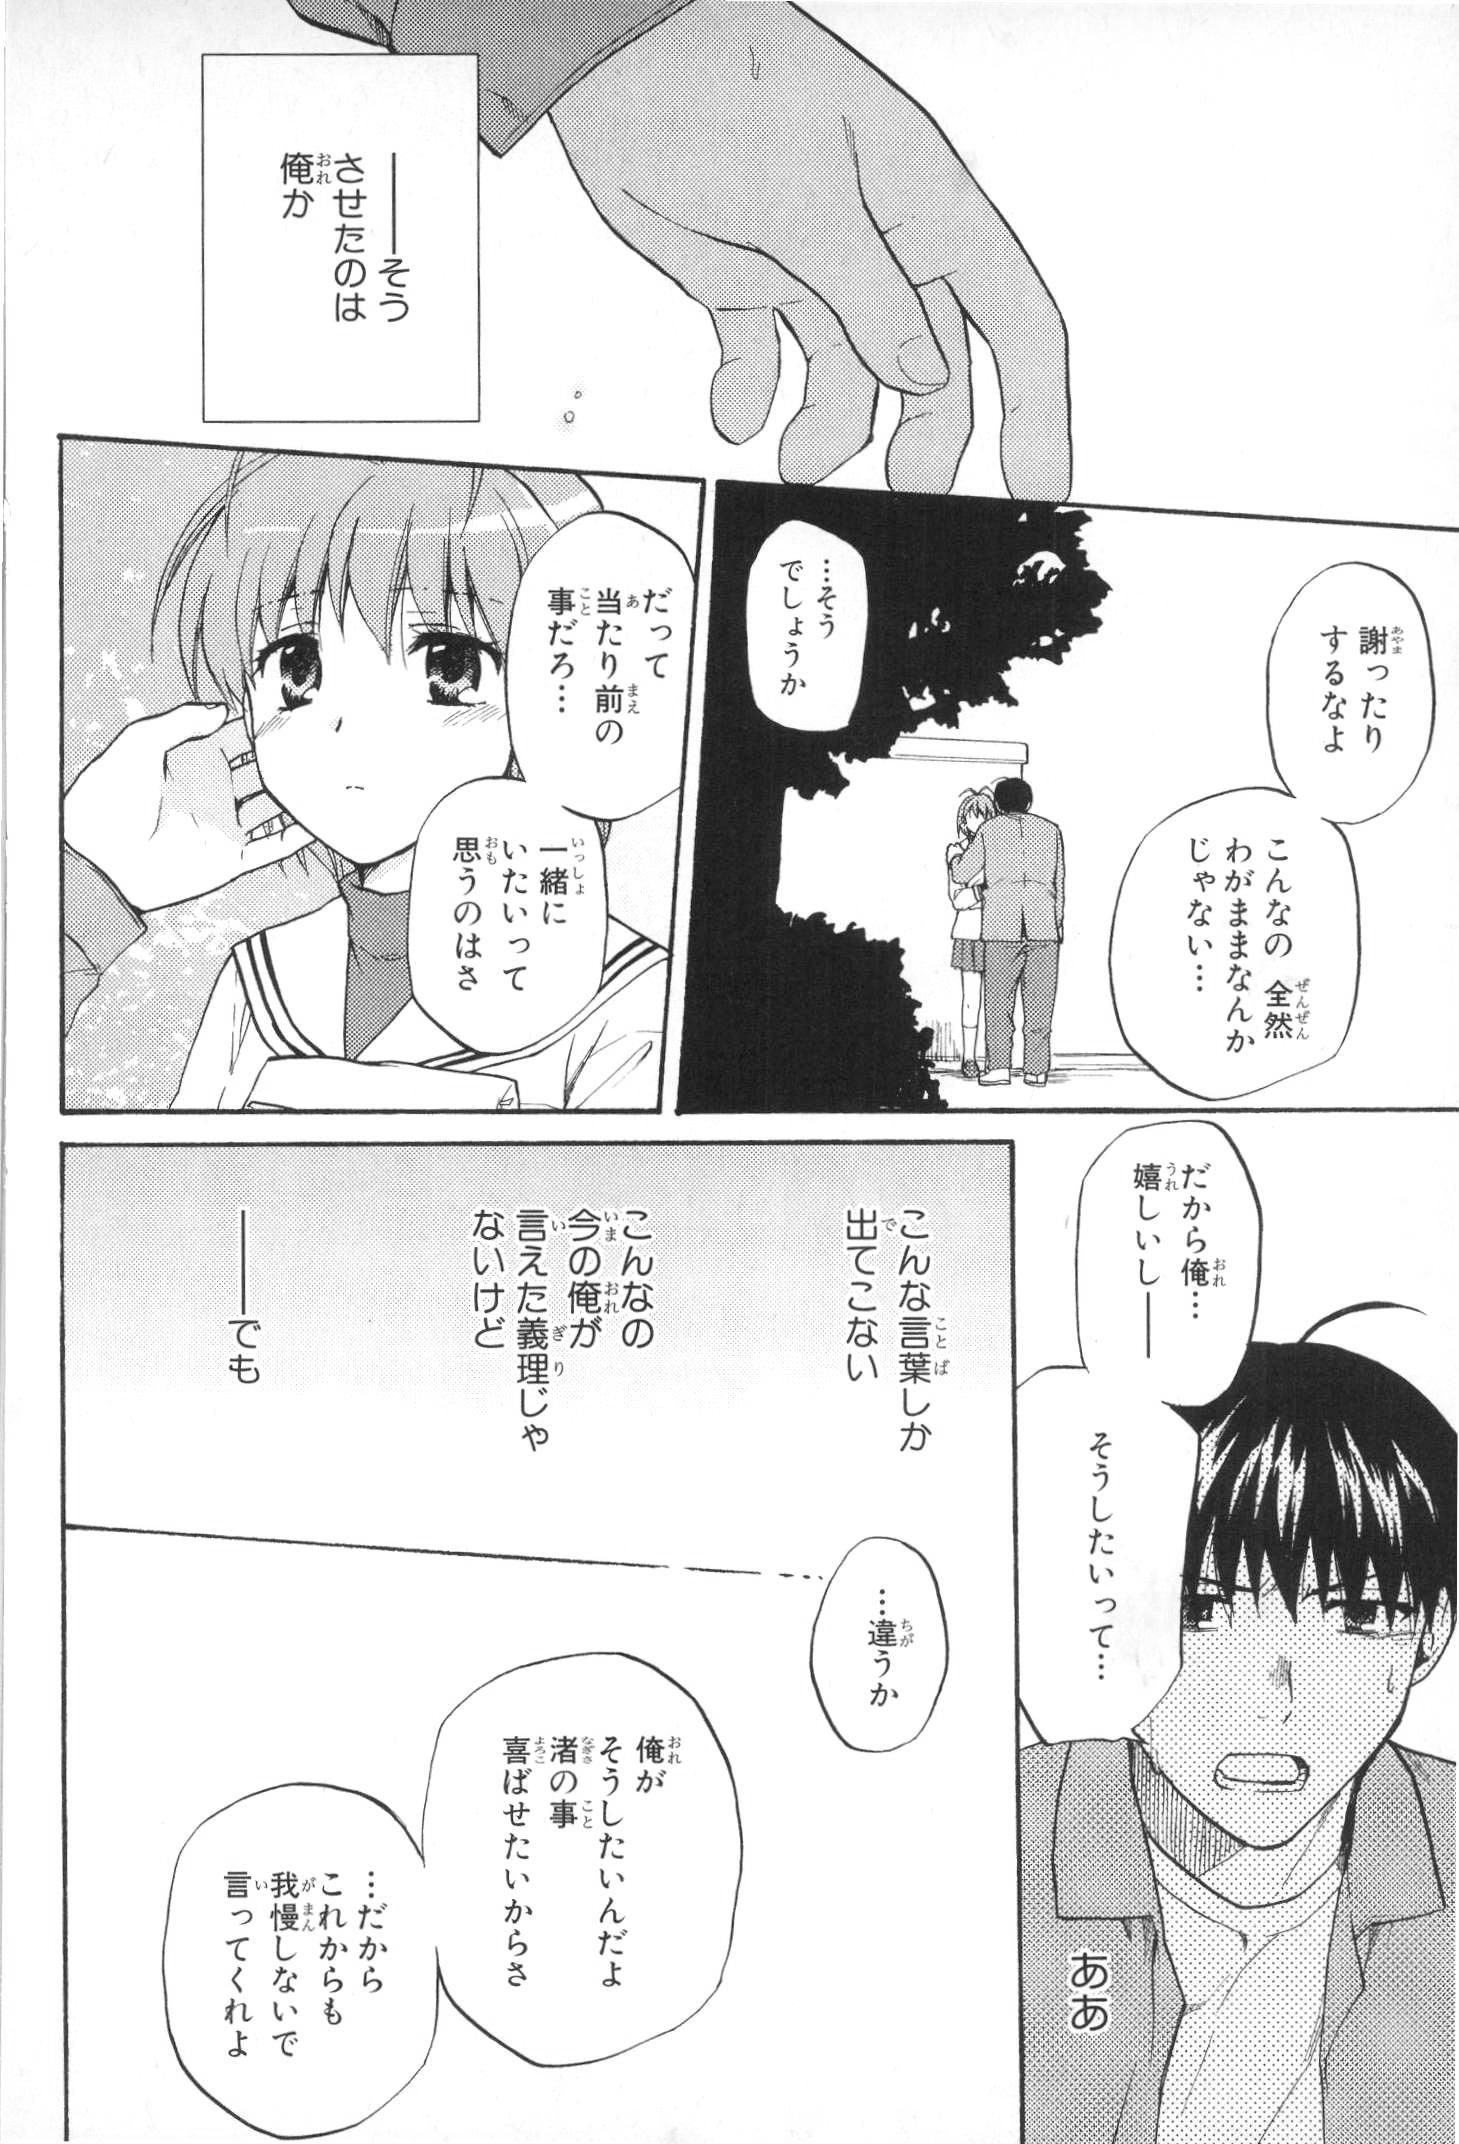 ――そう
させたのは
俺か
謝ったり
するなよ
こんなの 全然
わがままなんか
じゃない…
…そう
でしょうか
だって
当たり前の
事だろ…
一緒に
いたいって
思うのはさ
だから俺…
嬉しいし――
そうしたいって…
ああ
こんな言葉しか
出てこない
こんなの
今の俺が
言えた義理じゃ
ないけど
――でも
…違うか
俺が
そうしたいんだよ
渚の事
喜ばせたいからさ
…だから
これからも
我慢しないで
言ってくれよ